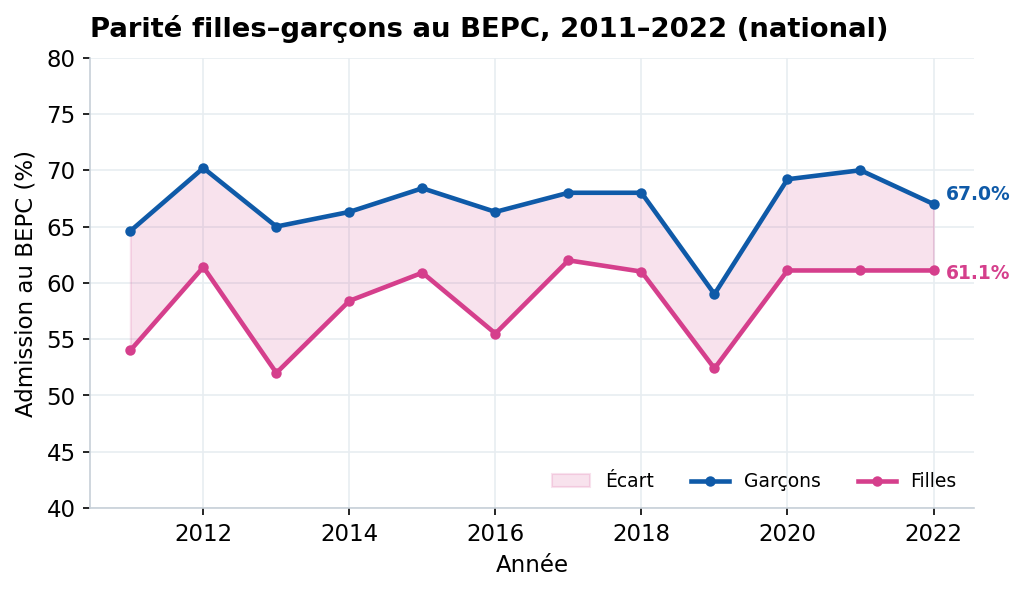 Parité filles–garçons au BEPC, 2011–2022 (national)
Admission au BEPC (%)
80
75
70
65
60
55
50
45
40
67.0%
61.1%
Écart
Garçons
Filles
2012
2014
2016
2018
2020
2022
Année